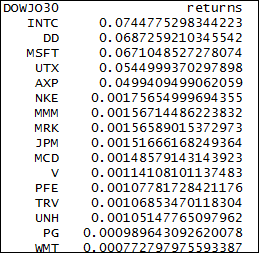 DOWJO30 returns
INTC 0.0744775298344223
DD 0.0687259210345542
MSFT 0.0671048527278074
UTX 0.0544999370297898
AXP 0.0499409499062059
NKE 0.00175654999694355
MMM 0.00156714486223832
MRK 0.00156589015372973
JPM 0.00151666168249364
MCD 0.00148579143143923
V 0.00114108101137483
PFE 0.00107781728421176
TRV 0.00106853470118304
UNH 0.00105147765097962
PG 0.000989643092620078
WMT 0.000772797975593387